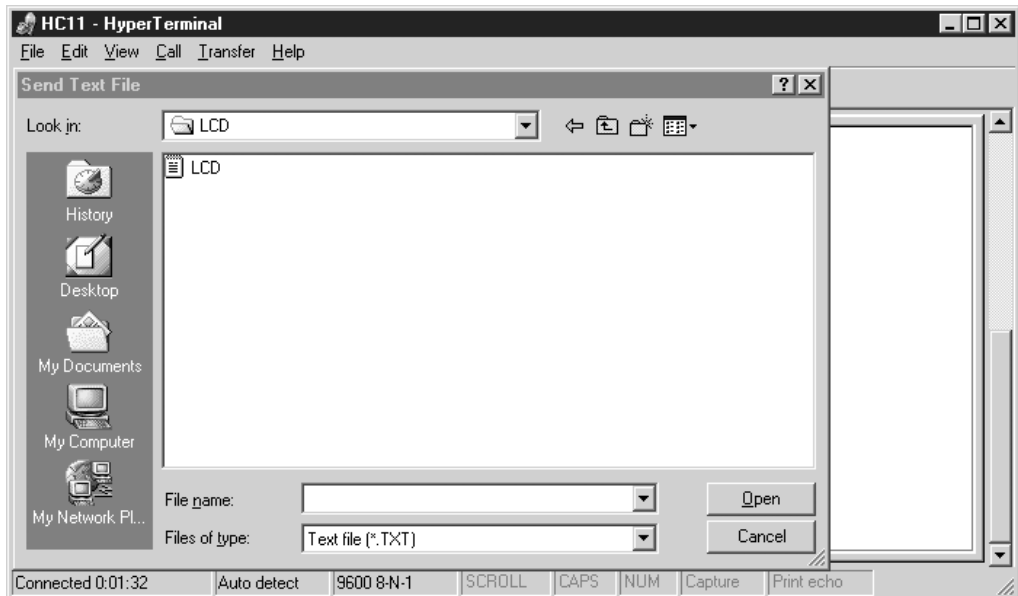 HC11 - HyperTerminal
File Edit View Call Transfer Help
Send Text File
Look in: LCD
LCD
History
Desktop
My Documents
My Computer
My Network Pl...
File name: Open
Files of type: Text file (*.TXT) Cancel
Connected 0:01:32 Auto detect 9600 8-N-1 SCROLL CAPS NUM Capture Print echo